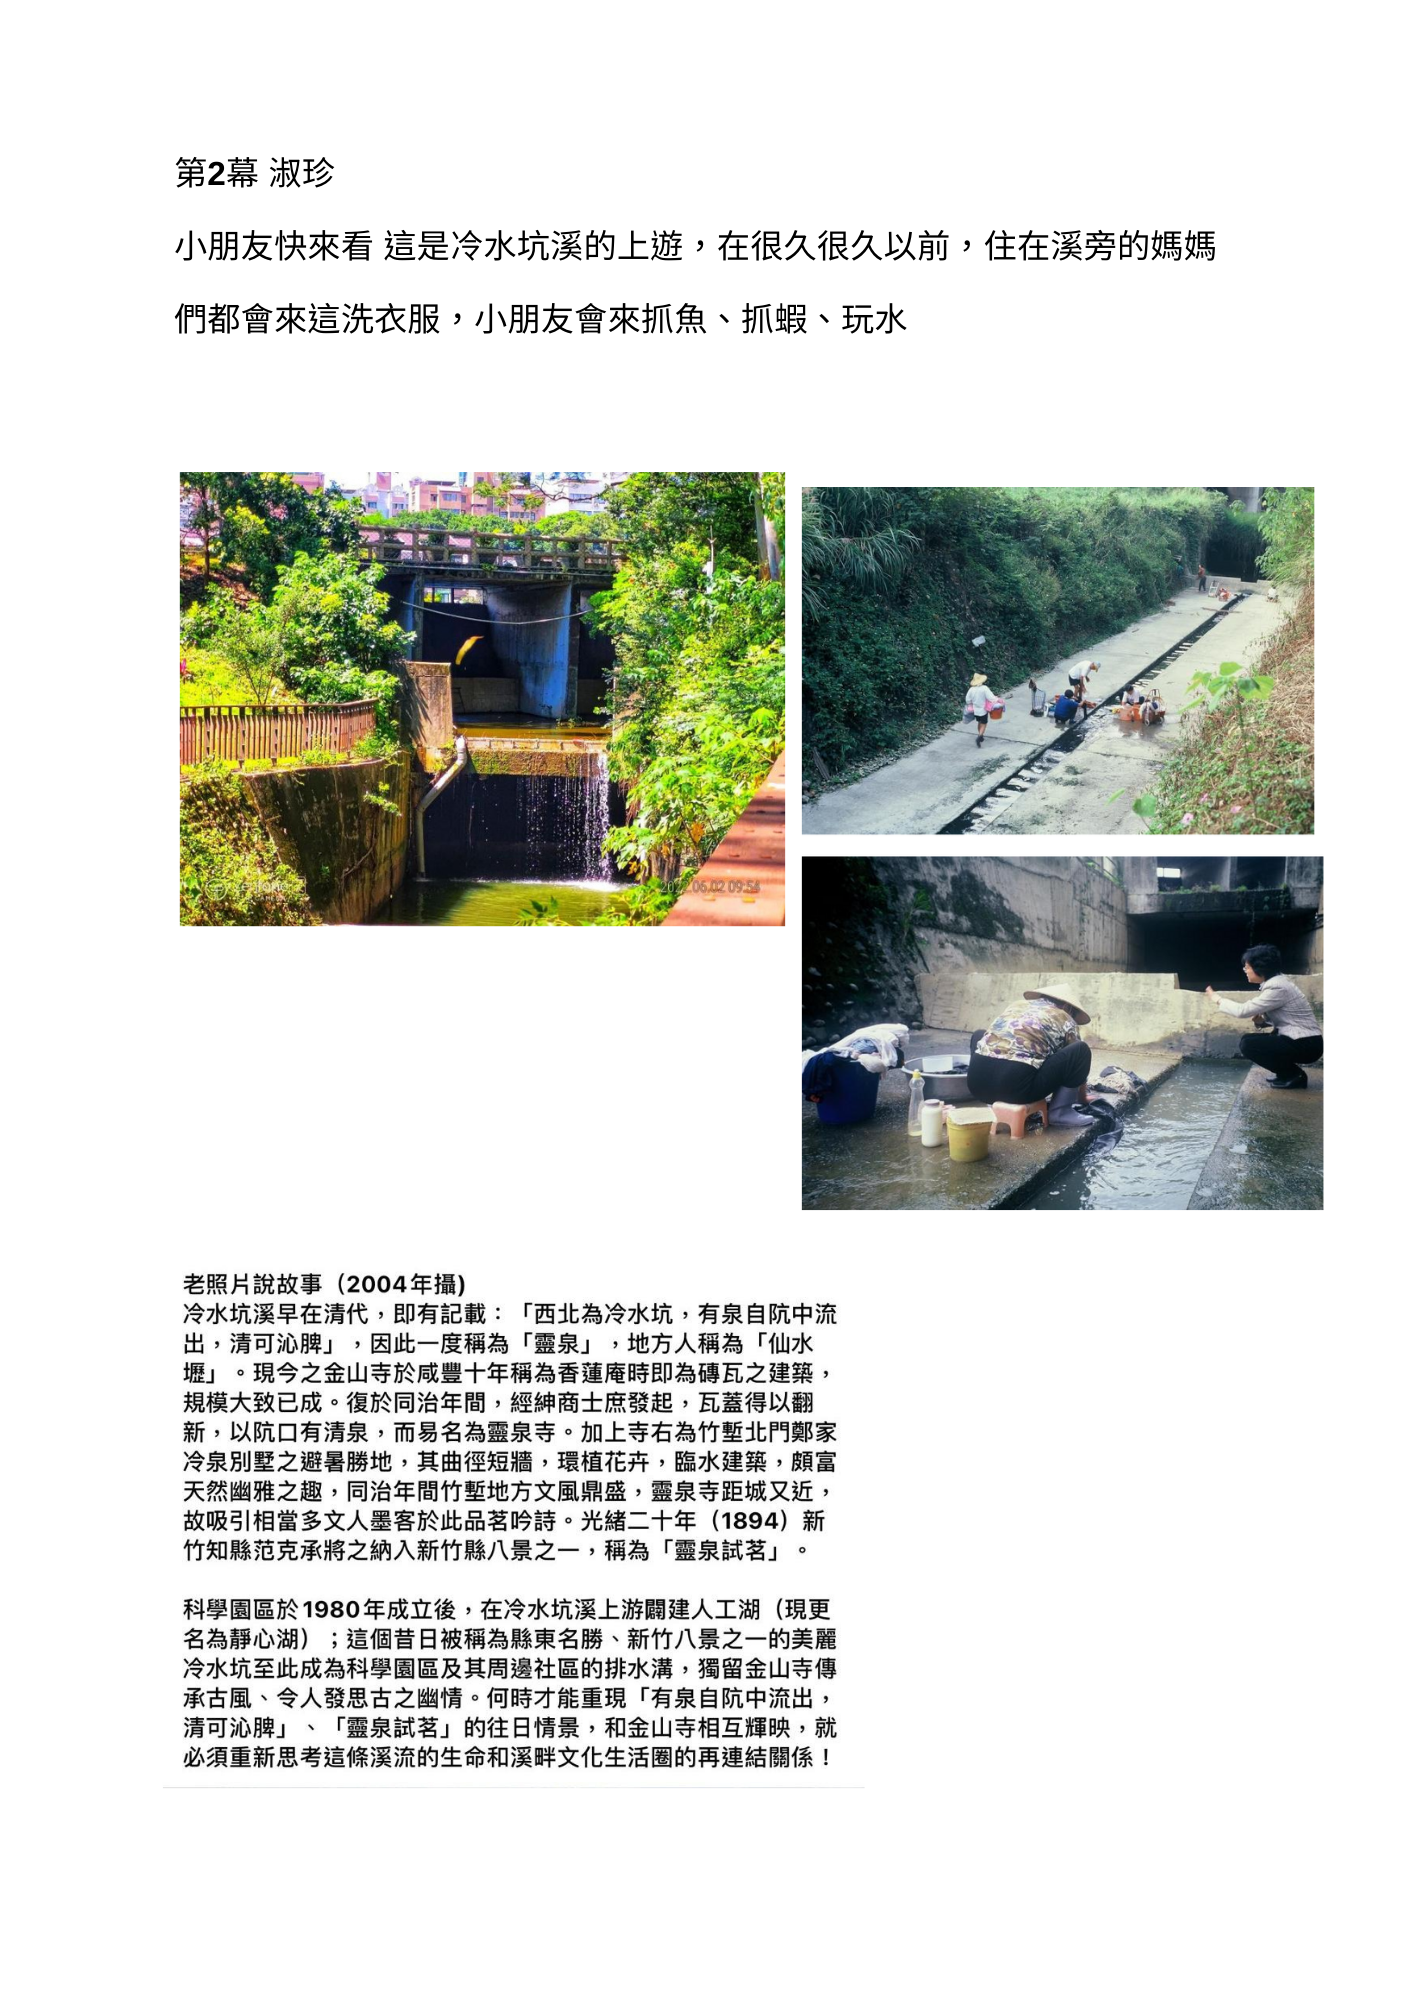 第2幕 淑珍
小朋友快來看 這是冷水坑溪的上遊，在很久很久以前，住在溪旁的媽媽
們都會來這洗衣服，小朋友會來抓魚、抓蝦、玩水
2022.06.02 09:54
老照片說故事（2004年攝)
冷水坑溪早在清代，即有記載：「西北為冷水坑，有泉自阬中流
出，清可沁脾」，因此一度稱為「靈泉」，地方人稱為「仙水
壢」。現今之金山寺於咸豐十年稱為香蓮庵時即為磚瓦之建築，
規模大致已成。復於同治年間，經紳商士庶發起，瓦蓋得以翻
新，以阬口有清泉，而易名為靈泉寺。加上寺右為竹塹北門鄭家
冷泉別墅之避暑勝地，其曲徑短牆，環植花卉，臨水建築，頗富
天然幽雅之趣，同治年間竹塹地方文風鼎盛，靈泉寺距城又近，
故吸引相當多文人墨客於此品茗吟詩。光緒二十年（1894）新
竹知縣范克承將之納入新竹縣八景之一，稱為「靈泉試茗」。
科學園區於1980年成立後，在冷水坑溪上游闢建人工湖（現更
名為靜心湖）；這個昔日被稱為縣東名勝、新竹八景之一的美麗
冷水坑至此成為科學園區及其周邊社區的排水溝，獨留金山寺傳
承古風、令人發思古之幽情。何時才能重現「有泉自阬中流出，
清可沁脾」、「靈泉試茗」的往日情景，和金山寺相互輝映，就
必須重新思考這條溪流的生命和溪畔文化生活圈的再連結關係！